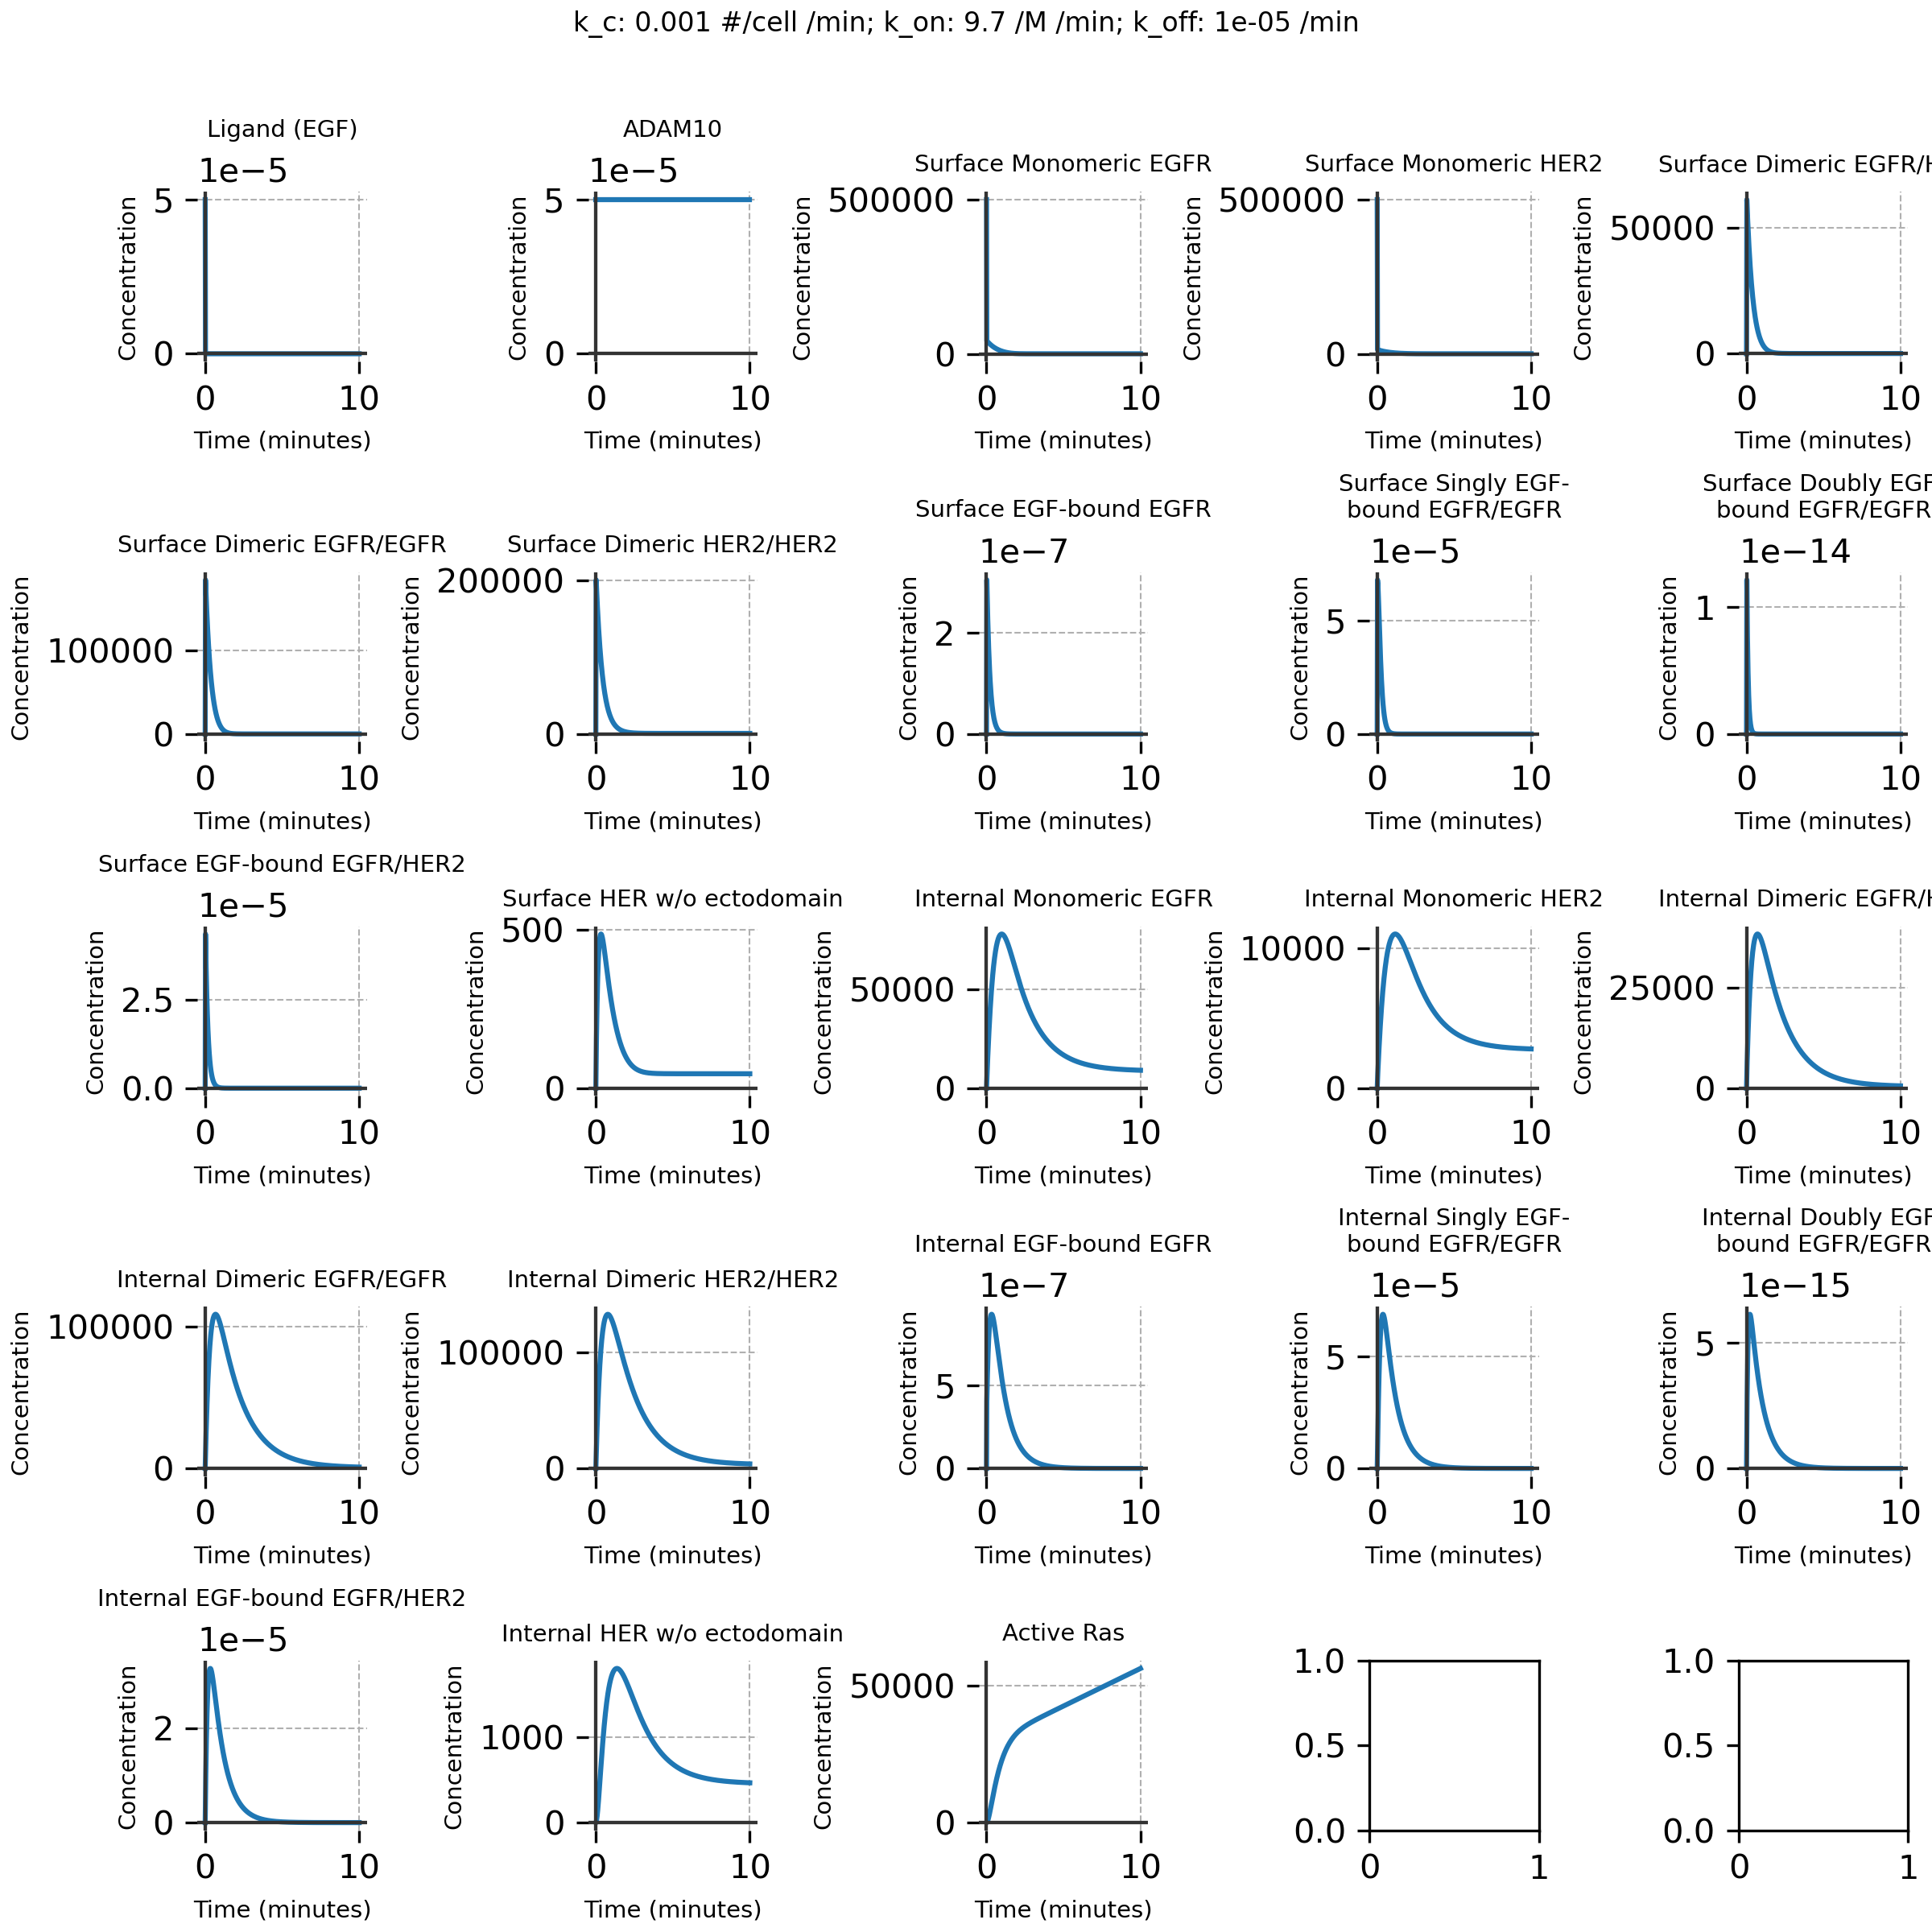 k_c: 0.001 #/cell /min; k_on: 9.7 /M /min; k_off: 1e-05 /min
Ligand (EGF)
1e−5
Concentration
5
0
0
10
Time (minutes)
ADAM10
1e−5
Concentration
5
0
0
10
Time (minutes)
Surface Monomeric EGFR
Concentration
500000
0
0
10
Time (minutes)
Surface Monomeric HER2
Concentration
500000
0
0
10
Time (minutes)
Surface Dimeric EGFR/H
Concentration
50000
0
0
10
Time (minutes)
Surface Dimeric EGFR/EGFR
Concentration
100000
0
0
10
Time (minutes)
Surface Dimeric HER2/HER2
Concentration
200000
0
0
10
Time (minutes)
Surface EGF-bound EGFR
1e−7
Concentration
2
0
0
10
Time (minutes)
Surface Singly EGF-
bound EGFR/EGFR
1e−5
Concentration
5
0
0
10
Time (minutes)
Surface Doubly EGF
bound EGFR/EGFR
1e−14
Concentration
1
0
0
10
Time (minutes)
Surface EGF-bound EGFR/HER2
1e−5
Concentration
2.5
0.0
0
10
Time (minutes)
Surface HER w/o ectodomain
Concentration
500
0
0
10
Time (minutes)
Internal Monomeric EGFR
Concentration
50000
0
0
10
Time (minutes)
Internal Monomeric HER2
Concentration
10000
0
0
10
Time (minutes)
Internal Dimeric EGFR/H
Concentration
25000
0
0
10
Time (minutes)
Internal Dimeric EGFR/EGFR
Concentration
100000
0
0
10
Time (minutes)
Internal Dimeric HER2/HER2
Concentration
100000
0
0
10
Time (minutes)
Internal EGF-bound EGFR
1e−7
Concentration
5
0
0
10
Time (minutes)
Internal Singly EGF-
bound EGFR/EGFR
1e−5
Concentration
5
0
0
10
Time (minutes)
Internal Doubly EGF
bound EGFR/EGFR
1e−15
Concentration
5
0
0
10
Time (minutes)
Internal EGF-bound EGFR/HER2
1e−5
Concentration
2
0
0
10
Time (minutes)
Internal HER w/o ectodomain
Concentration
1000
0
0
10
Time (minutes)
Active Ras
Concentration
50000
0
0
10
Time (minutes)
1.0
0.5
0.0
0
1
1.0
0.5
0.0
0
1